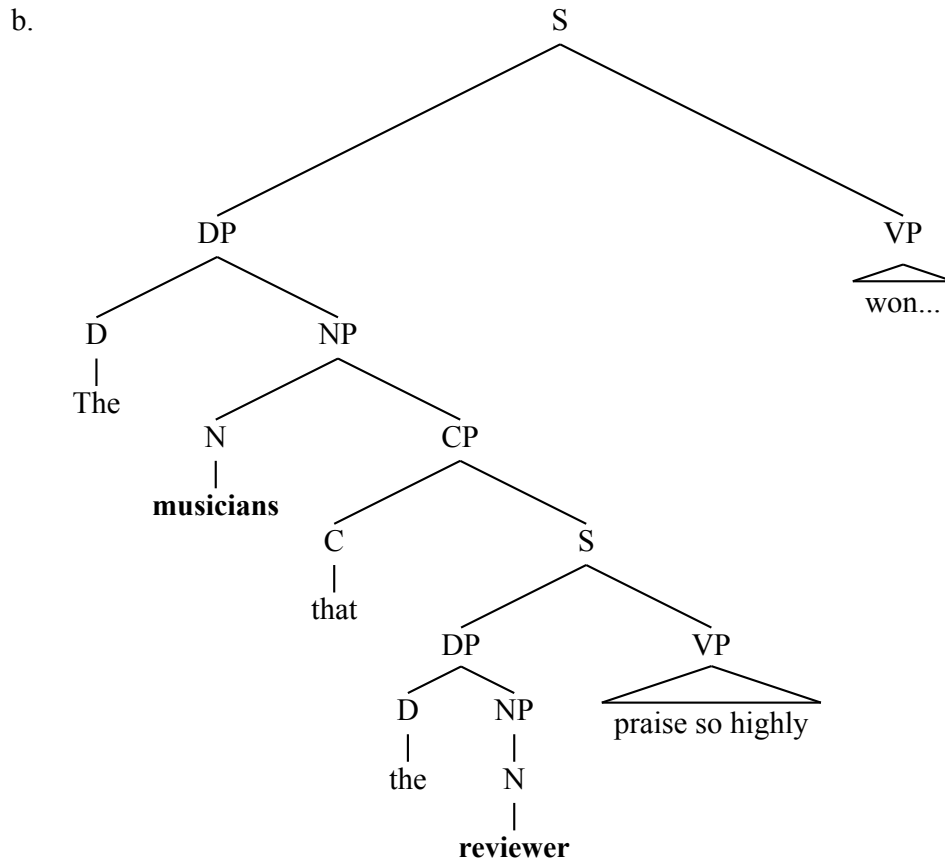 b.
S
DP VP
won...
D NP
The
N CP
musicians
C S
that
DP VP
D NP
praise so highly
the N
reviewer